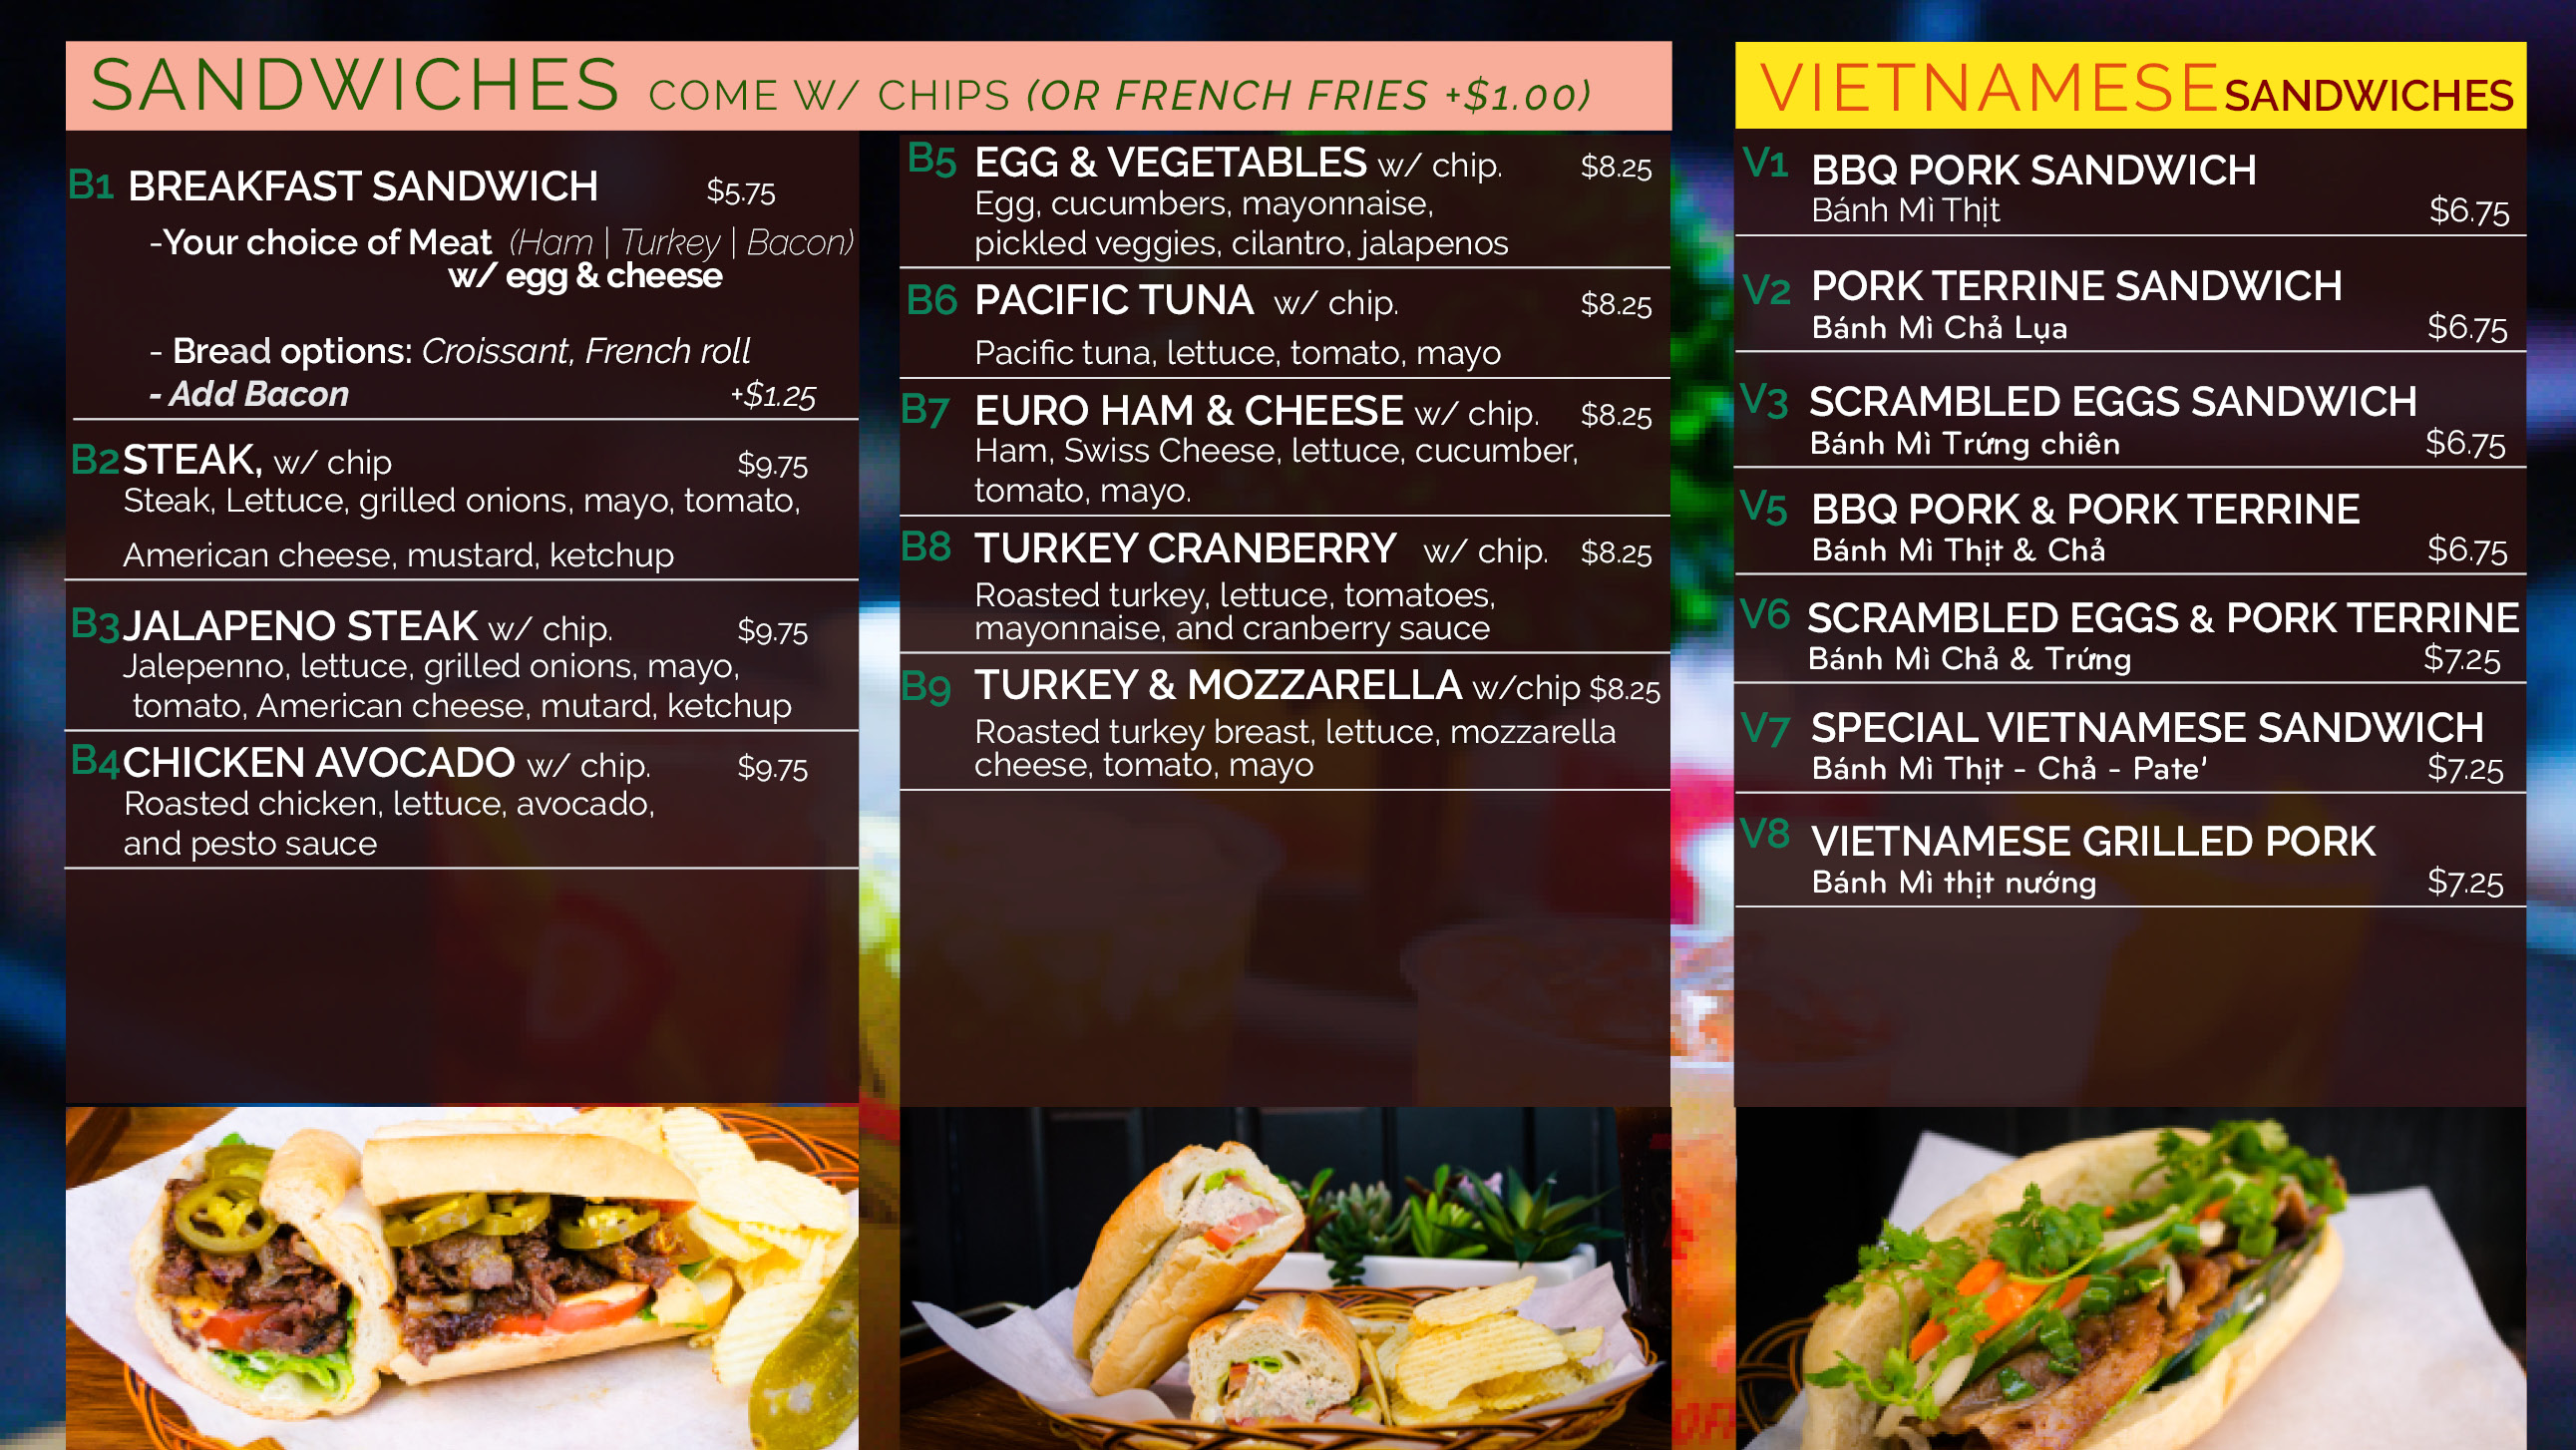 SANDWICHES COME W/ CHIPS (OR FRENCH FRIES +$1.00)
B1 BREAKFAST SANDWICH $5.75
-Your choice of Meat (Ham | Turkey | Bacon)
w/ egg & cheese
- Bread options: Croissant, French roll
- Add Bacon +$1.25
B2 STEAK, w/ chip $9.75
Steak, Lettuce, grilled onions, mayo, tomato,
American cheese, mustard, ketchup
B3 JALAPENO STEAK w/ chip. $9.75
Jalepenno, lettuce, grilled onions, mayo,
tomato, American cheese, mutard, ketchup
B4 CHICKEN AVOCADO w/ chip. $9.75
Roasted chicken, lettuce, avocado,
and pesto sauce
B5 EGG & VEGETABLES w/ chip. $8.25
Egg, cucumbers, mayonnaise,
pickled veggies, cilantro, jalapenos
B6 PACIFIC TUNA w/ chip. $8.25
Pacific tuna, lettuce, tomato, mayo
B7 EURO HAM & CHEESE w/ chip. $8.25
Ham, Swiss Cheese, lettuce, cucumber,
tomato, mayo.
B8 TURKEY CRANBERRY w/ chip. $8.25
Roasted turkey, lettuce, tomatoes,
mayonnaise, and cranberry sauce
B9 TURKEY & MOZZARELLA w/chip $8.25
Roasted turkey breast, lettuce, mozzarella
cheese, tomato, mayo
VIETNAMESE SANDWICHES
V1 BBQ PORK SANDWICH
Bánh Mì Thịt $6.75
V2 PORK TERRINE SANDWICH
Bánh Mì Chả Lụa $6.75
V3 SCRAMBLED EGGS SANDWICH
Bánh Mì Trứng chiên $6.75
V5 BBQ PORK & PORK TERRINE
Bánh Mì Thịt & Chả $6.75
V6 SCRAMBLED EGGS & PORK TERRINE
Bánh Mì Chả & Trứng $7.25
V7 SPECIAL VIETNAMESE SANDWICH
Bánh Mì Thịt - Chả - Pate' $7.25
V8 VIETNAMESE GRILLED PORK
Bánh Mì thịt nướng $7.25